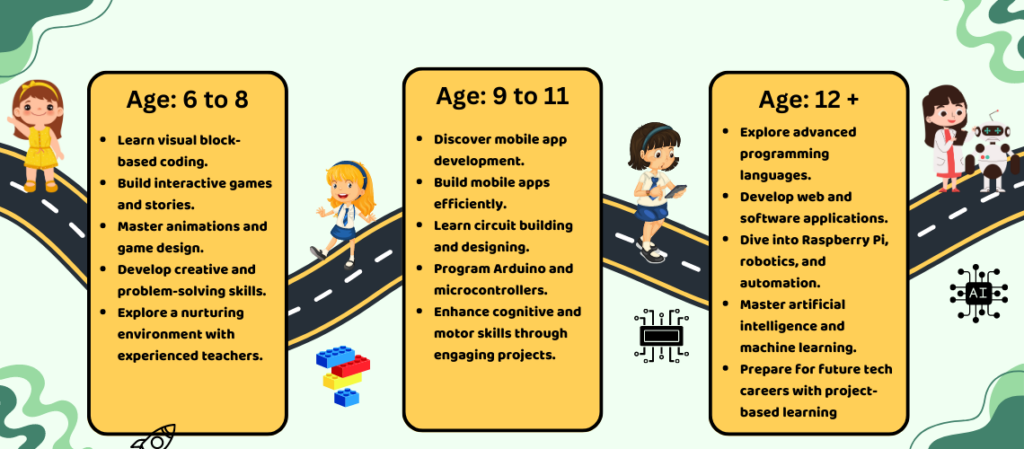 Age: 6 to 8
• Learn visual block-
based coding.
• Build interactive games
and stories.
• Master animations and
game design.
• Develop creative and
problem-solving skills.
• Explore a nurturing
environment with
experienced teachers.
Age: 9 to 11
• Discover mobile app
development.
• Build mobile apps
efficiently.
• Learn circuit building
and designing.
• Program Arduino and
microcontrollers.
• Enhance cognitive and
motor skills through
engaging projects.
Age: 12 +
• Explore advanced
programming
languages.
• Develop web and
software applications.
• Dive into Raspberry Pi,
robotics, and
automation.
• Master artificial
intelligence and
machine learning.
• Prepare for future tech
careers with project-
based learning
AI